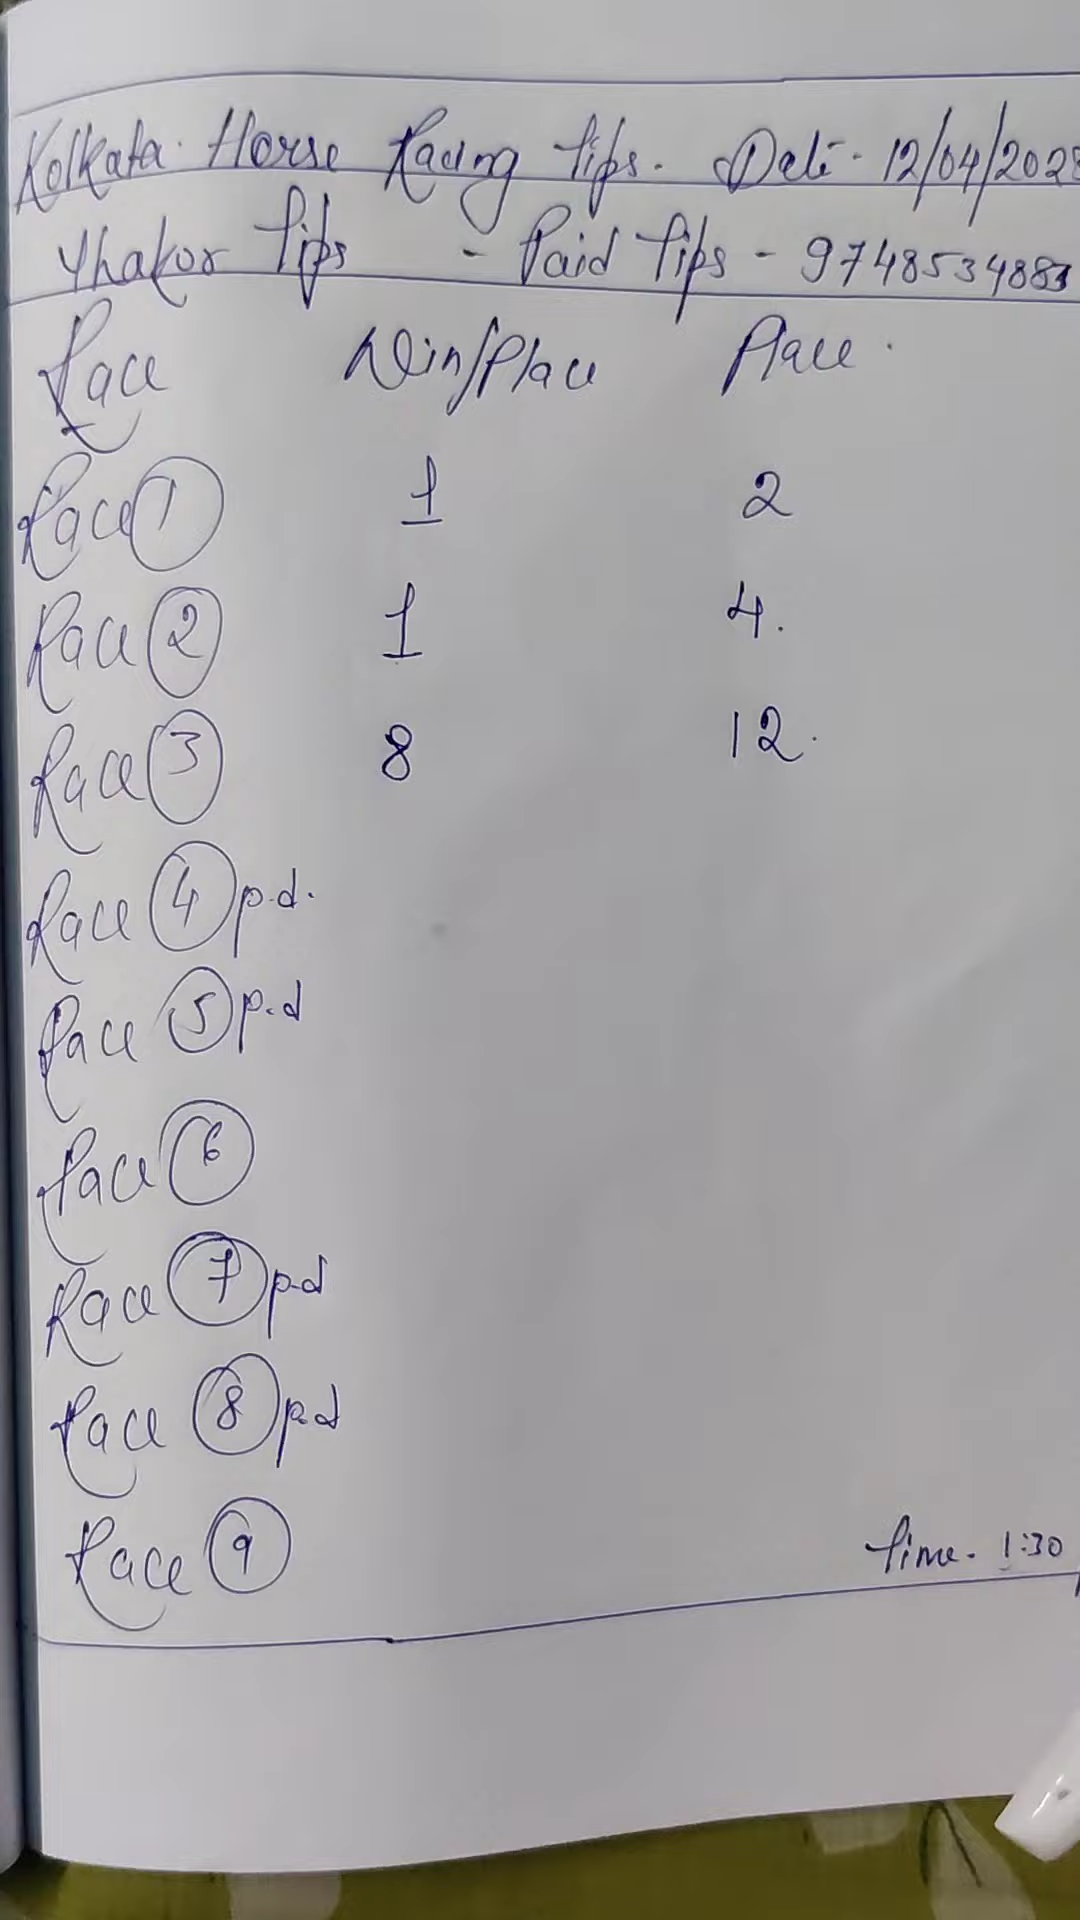 Kolkata Horse Racing Tips. Date - 12/04/202
Thakor Tips - Paid Tips - 9748534883
Race Win/Place Place.
Race 1 1 2
Race 2 1 4.
Race 3 8 12.
Race 4 p.d.
Race 5 p.d
Race 6
Race 7 p.d
Race 8 p.d
Race 9
Time. 1:30